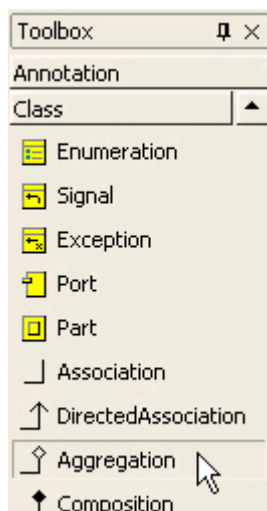 Toolbox
Annotation
Class
Enumeration
Signal
Exception
Port
Part
Association
DirectedAssociation
Aggregation
Composition